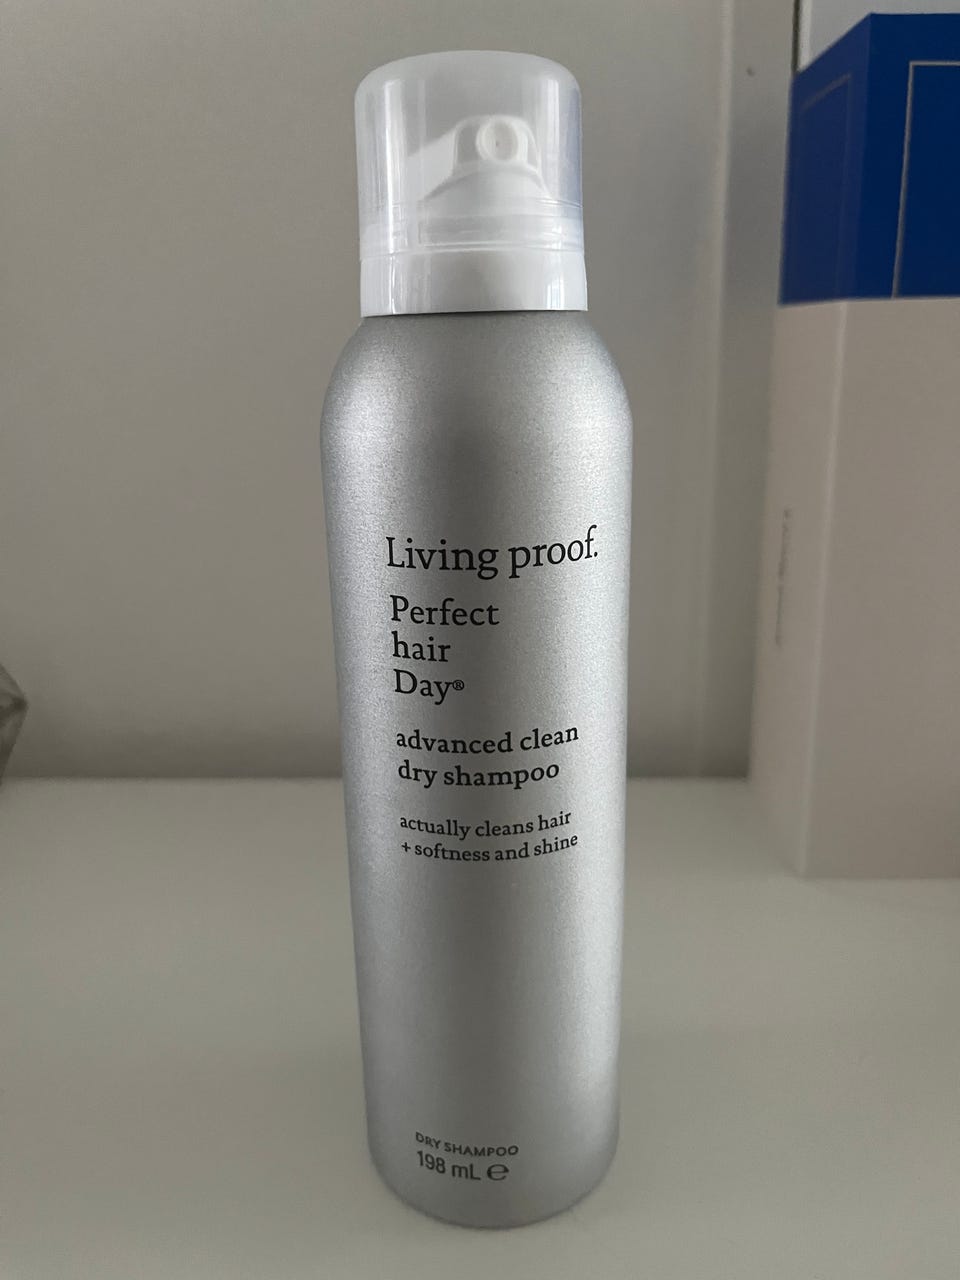 Living proof.
Perfect
hair
Day®
advanced clean
dry shampoo
actually cleans hair
+ softness and shine
DRY SHAMPOO
198 mL ℮